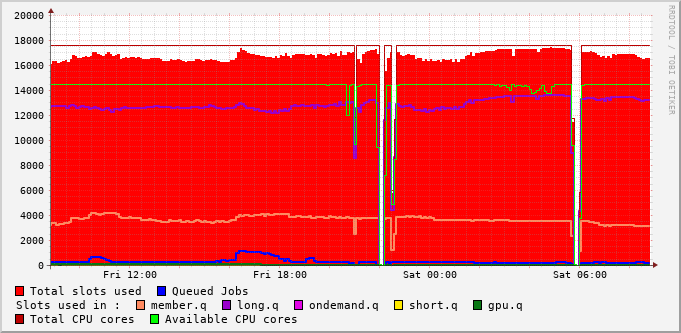 20000
18000
16000
14000
12000
10000
8000
6000
4000
2000
0
Fri 12:00 Fri 18:00 Sat 00:00 Sat 06:00
RRDTOOL / TOBI OETIKER
Total slots used Queued Jobs
Slots used in : member.q long.q ondemand.q short.q gpu.q
Total CPU cores Available CPU cores